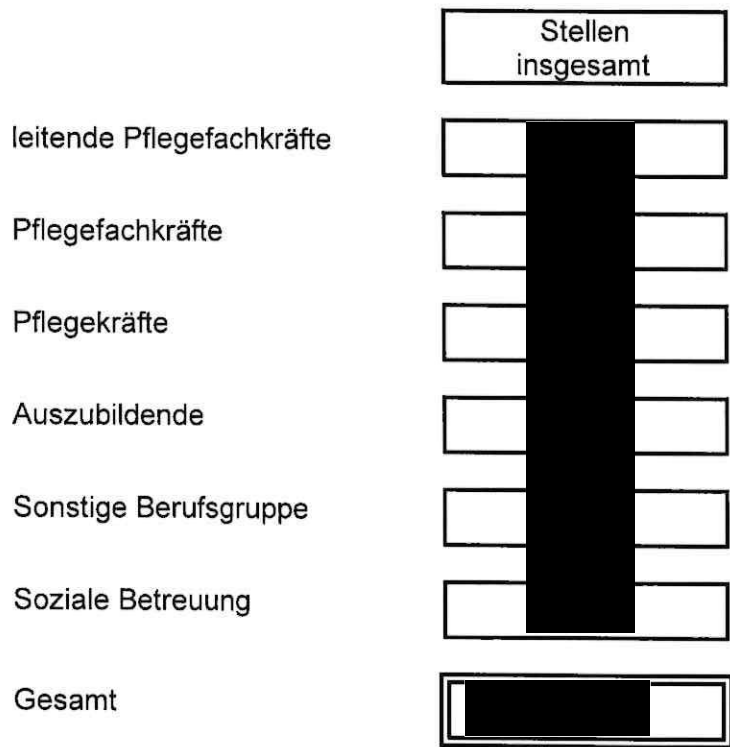 Stellen
insgesamt
leitende Pflegefachkräfte
Pflegefachkräfte
Pflegekräfte
Auszubildende
Sonstige Berufsgruppe
Soziale Betreuung
Gesamt